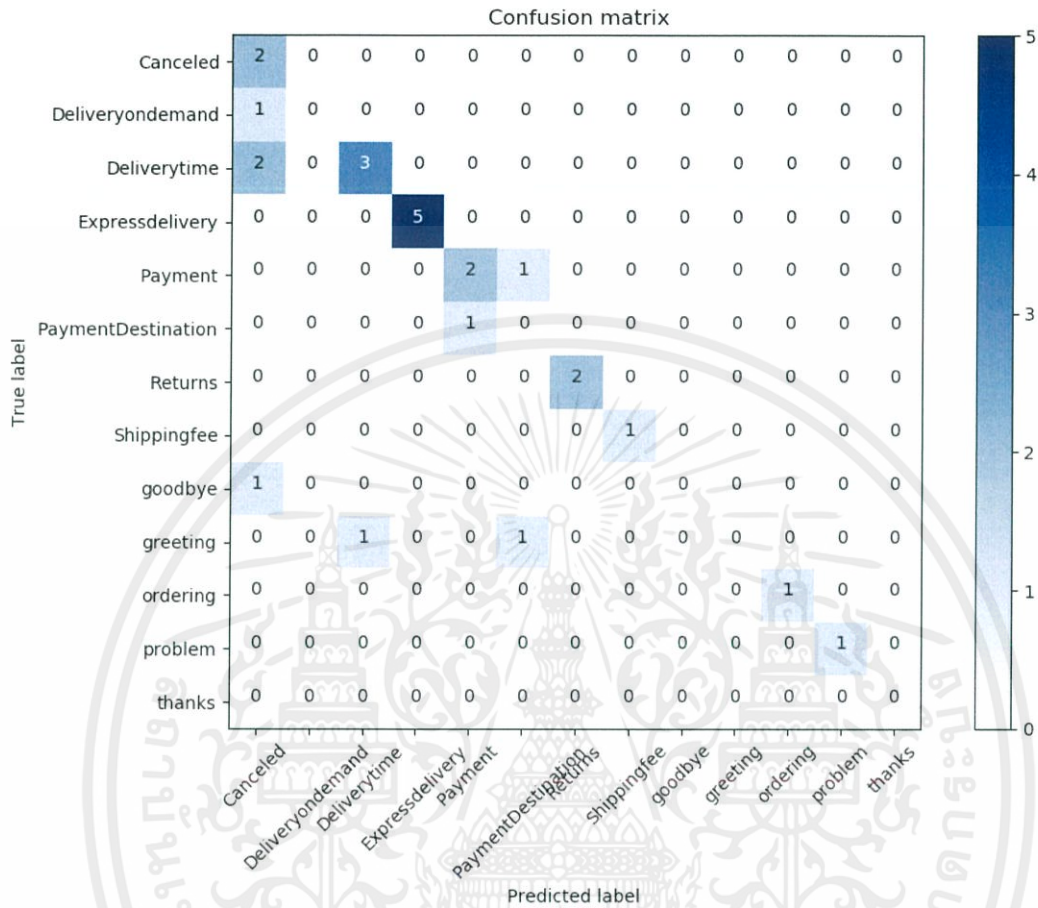 Confusion matrix
Canceled 2 0 0 0 0 0 0 0 0 0 0 0 0
Deliveryondemand 1 0 0 0 0 0 0 0 0 0 0 0 0
Deliverytime 2 0 3 0 0 0 0 0 0 0 0 0 0
Expressdelivery 0 0 0 5 0 0 0 0 0 0 0 0 0
Payment 0 0 0 0 2 1 0 0 0 0 0 0 0
PaymentDestination 0 0 0 0 1 0 0 0 0 0 0 0 0
Returns 0 0 0 0 0 0 2 0 0 0 0 0 0
Shippingfee 0 0 0 0 0 0 0 1 0 0 0 0 0
goodbye 1 0 0 0 0 0 0 0 0 0 0 0 0
greeting 0 0 1 0 0 1 0 0 0 0 0 0 0
ordering 0 0 0 0 0 0 0 0 0 0 1 0 0
problem 0 0 0 0 0 0 0 0 0 0 0 1 0
thanks 0 0 0 0 0 0 0 0 0 0 0 0 0
True label
Canceled
Deliveryondemand
Deliverytime
Expressdelivery
Payment
PaymentDestination
Returns
Shippingfee
goodbye
greeting
ordering
problem
thanks
Predicted label
5
4
3
2
1
0